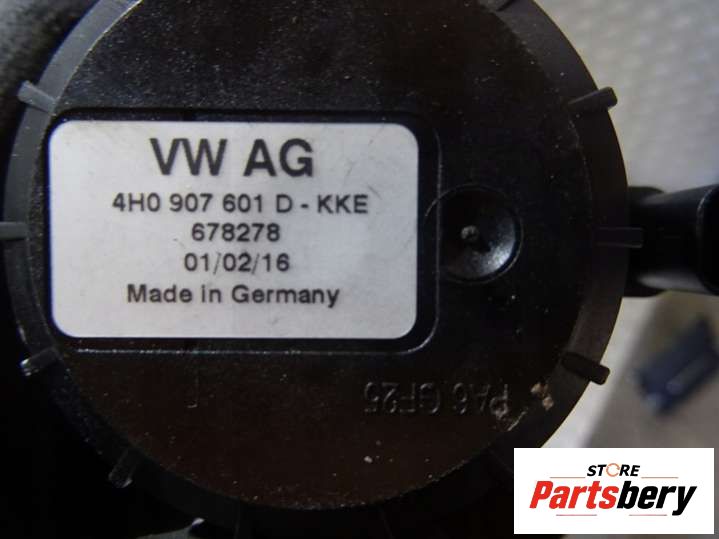 VW AG
4H0 907 601 D - KKE
678278
01/02/16
Made in Germany
PA6 GF25
STORE
Partsbery